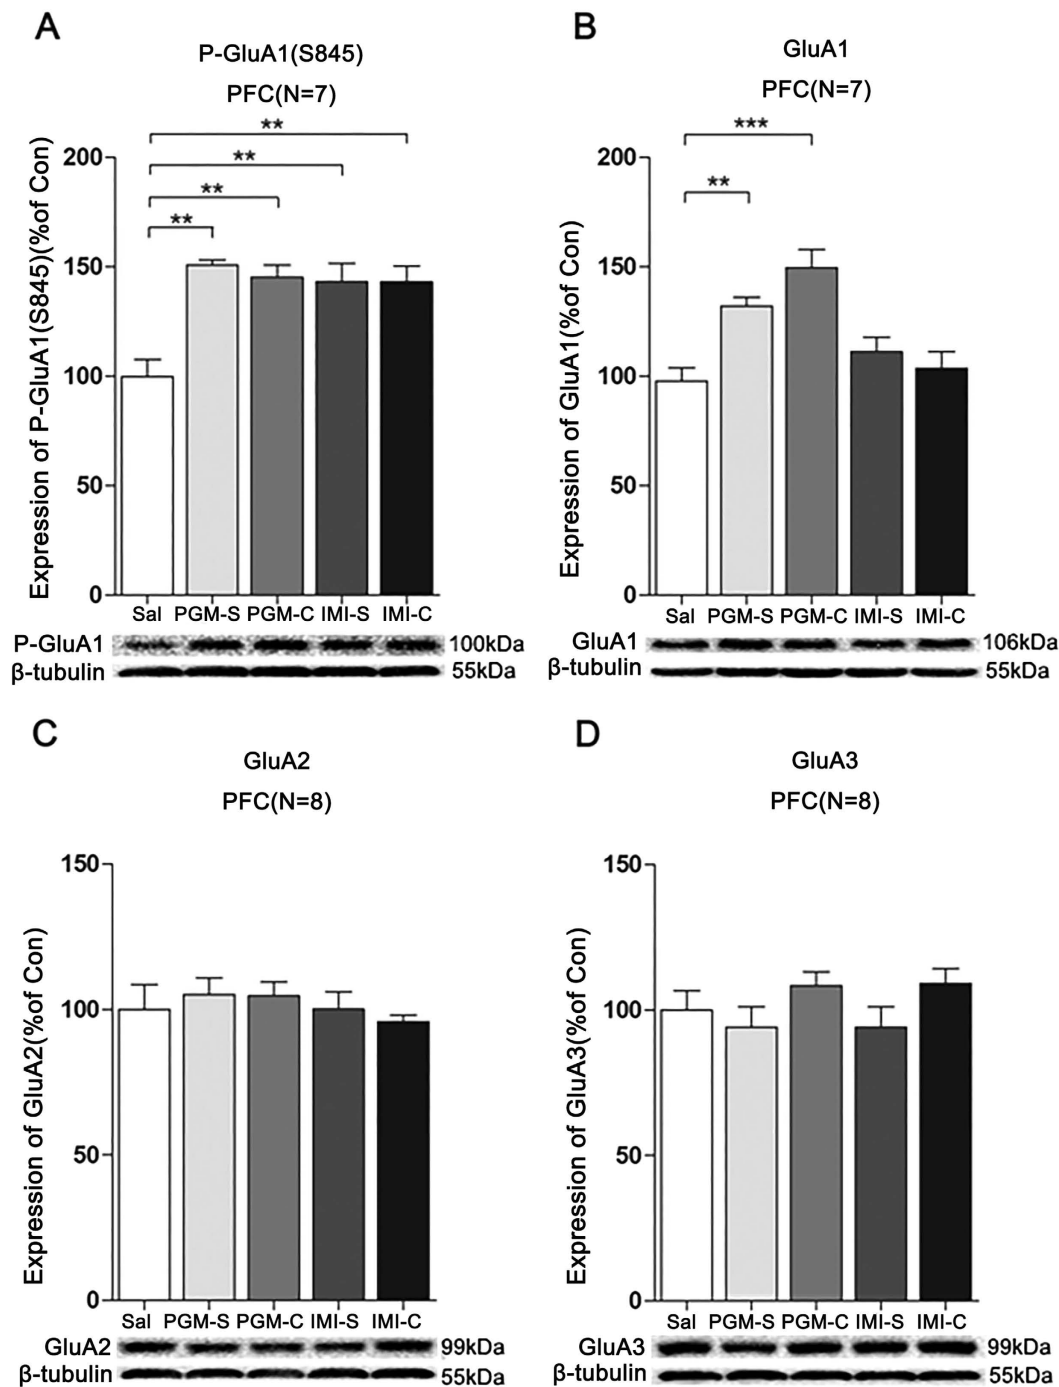 A
P-GluA1(S845)
PFC(N=7)
**
**
**
**
Expression of P-GluA1(S845)(%of Con)
200
150
100
50
0
Sal PGM-S PGM-C IMI-S IMI-C
P-GluA1 100kDa
β-tubulin 55kDa
B
GluA1
PFC(N=7)
***
**
Expression of GluA1(%of Con)
200
150
100
50
0
Sal PGM-S PGM-C IMI-S IMI-C
GluA1 106kDa
β-tubulin 55kDa
C
GluA2
PFC(N=8)
Expression of GluA2(%of Con)
150
100
50
0
Sal PGM-S PGM-C IMI-S IMI-C
GluA2 99kDa
β-tubulin 55kDa
D
GluA3
PFC(N=8)
Expression of GluA3(%of Con)
150
100
50
0
Sal PGM-S PGM-C IMI-S IMI-C
GluA3 99kDa
β-tubulin 55kDa